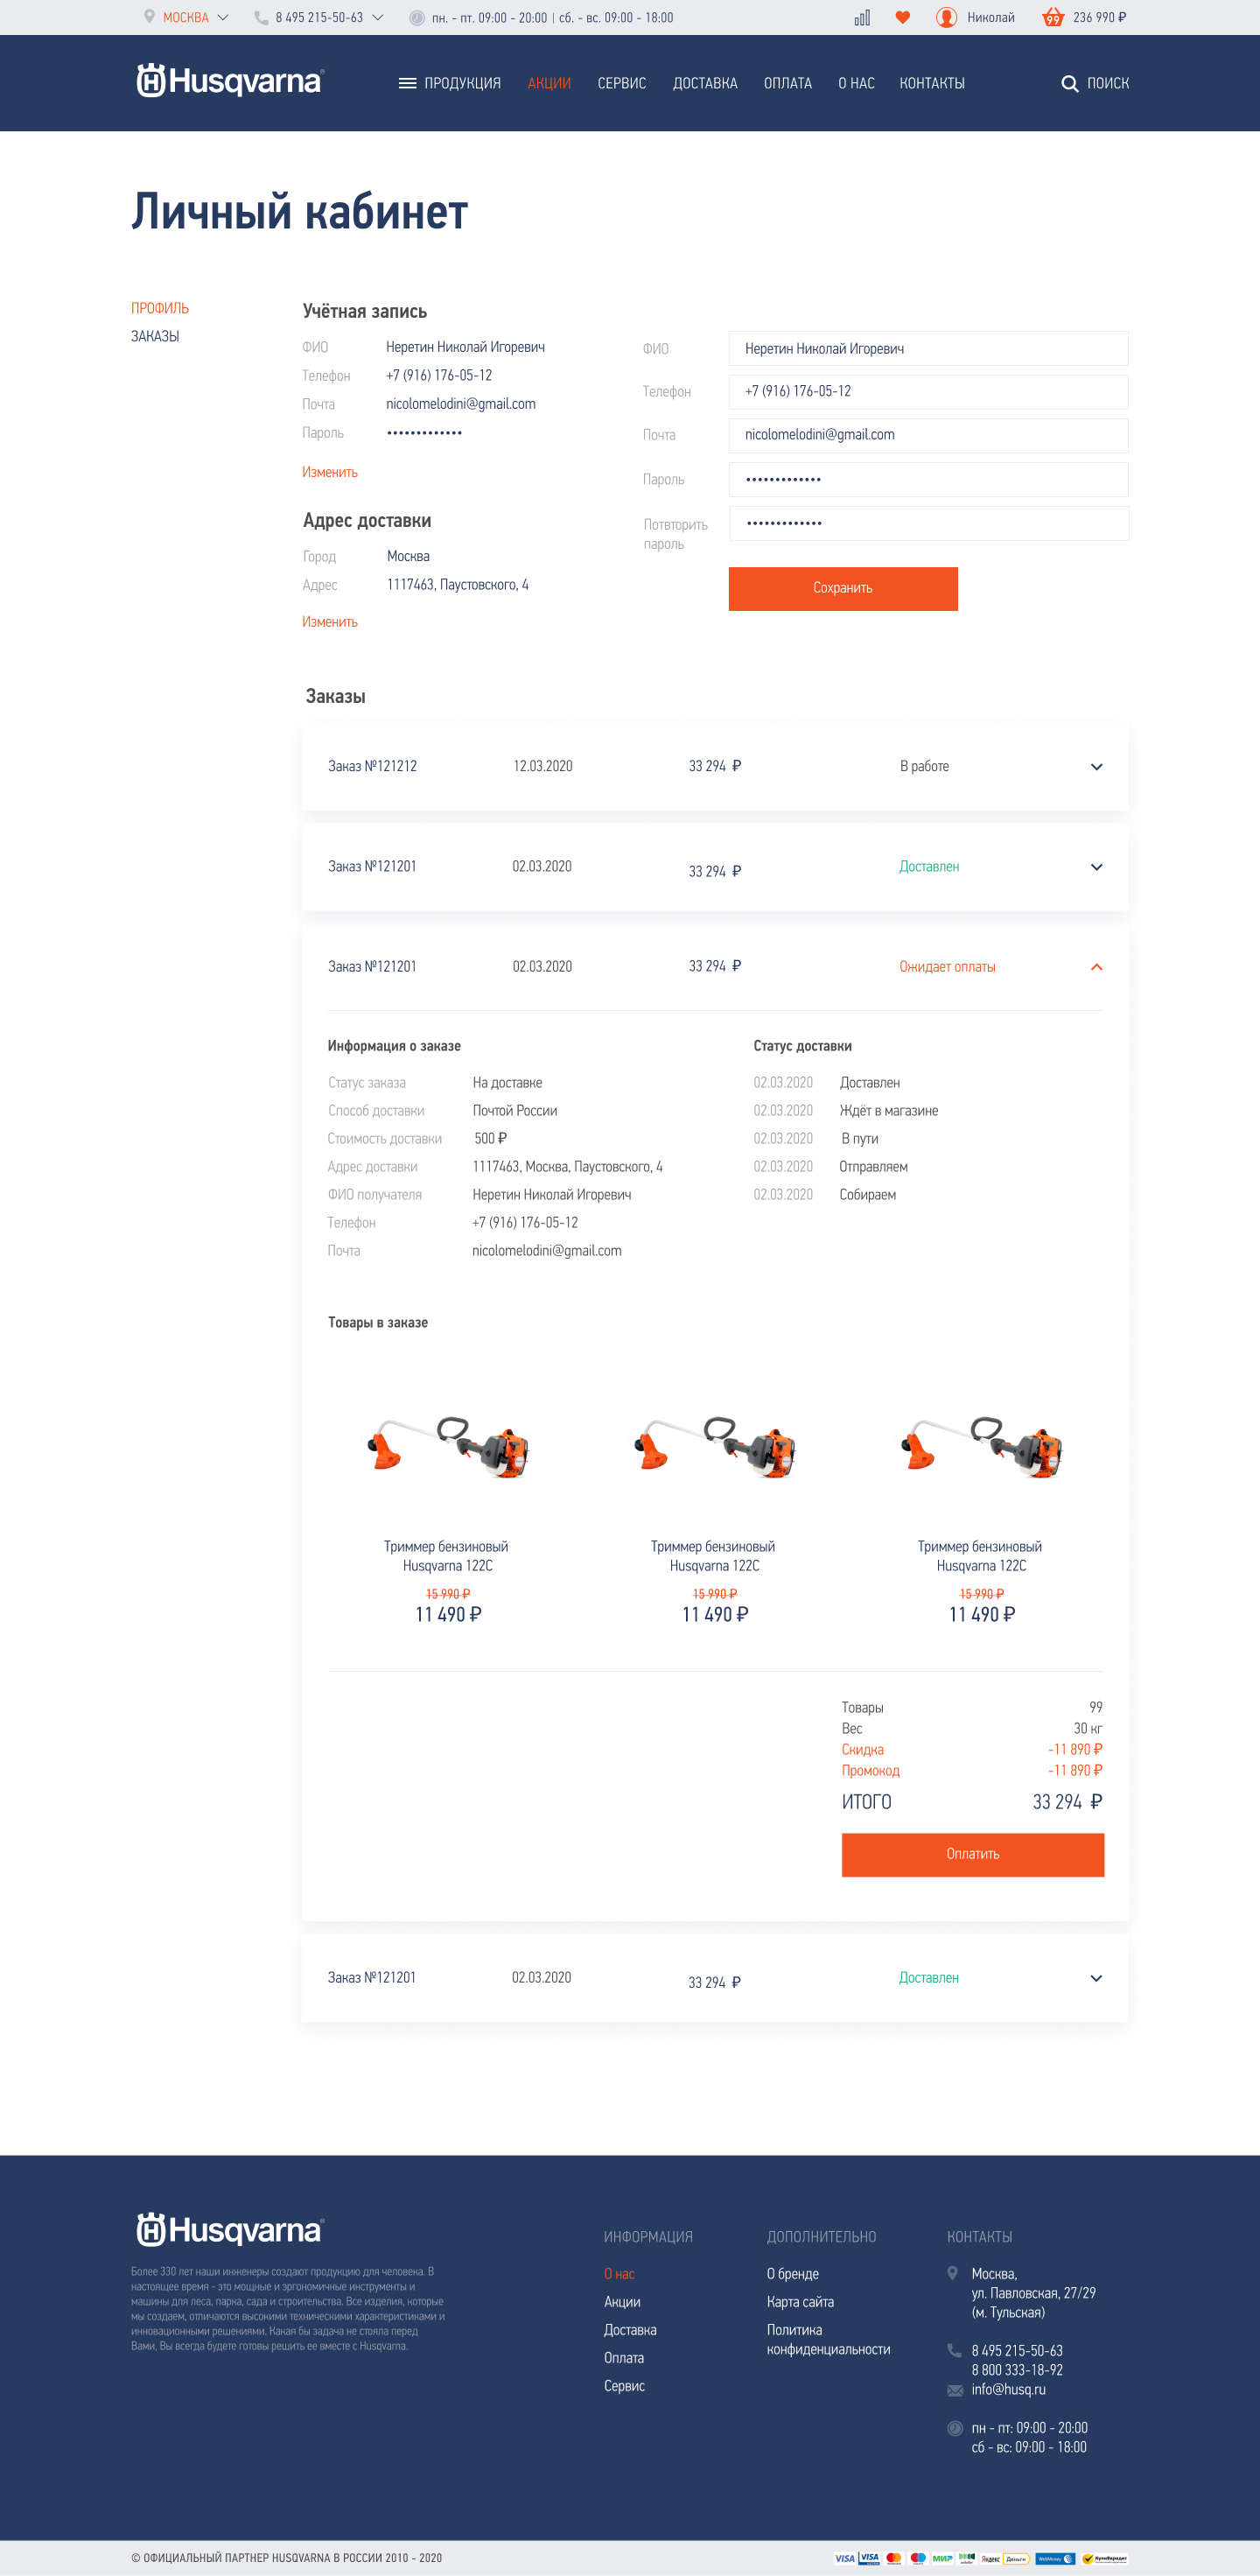 МОСКВА 8 495 215-50-63 пн. - пт. 09:00 - 20:00 | сб. - вс. 09:00 - 18:00 Николай 99 236 990 ₽
Husqvarna® ПРОДУКЦИЯ АКЦИИ СЕРВИС ДОСТАВКА ОПЛАТА О НАС КОНТАКТЫ ПОИСК
Личный кабинет
ПРОФИЛЬ
ЗАКАЗЫ
Учётная запись
ФИО Неретин Николай Игоревич
Телефон +7 (916) 176-05-12
Почта nicolomelodini@gmail.com
Пароль •••••••••••••
Изменить
Адрес доставки
Город Москва
Адрес 1117463, Паустовского, 4
Изменить
ФИО Неретин Николай Игоревич
Телефон +7 (916) 176-05-12
Почта nicolomelodini@gmail.com
Пароль •••••••••••••
Потвторить •••••••••••••
пароль
Сохранить
Заказы
Заказ №121212 12.03.2020 33 294 ₽ В работе
Заказ №121201 02.03.2020 33 294 ₽ Доставлен
Заказ №121201 02.03.2020 33 294 ₽ Ожидает оплаты
Информация о заказе
Статус заказа На доставке
Способ доставки Почтой России
Стоимость доставки 500 ₽
Адрес доставки 1117463, Москва, Паустовского, 4
ФИО получателя Неретин Николай Игоревич
Телефон +7 (916) 176-05-12
Почта nicolomelodini@gmail.com
Статус доставки
02.03.2020 Доставлен
02.03.2020 Ждёт в магазине
02.03.2020 В пути
02.03.2020 Отправляем
02.03.2020 Собираем
Товары в заказе
Триммер бензиновый
Husqvarna 122C
15 990 ₽
11 490 ₽
Триммер бензиновый
Husqvarna 122C
15 990 ₽
11 490 ₽
Триммер бензиновый
Husqvarna 122C
15 990 ₽
11 490 ₽
Товары 99
Вес 30 кг
Скидка -11 890 ₽
Промокод -11 890 ₽
ИТОГО 33 294 ₽
Оплатить
Заказ №121201 02.03.2020 33 294 ₽ Доставлен
Husqvarna®
Более 330 лет наши инженеры создают продукцию для человека. В
настоящее время - это мощные и эргономичные инструменты и
машины для леса, парка, сада и строительства. Все изделия, которые
мы создаем, отличаются высокими техническими характеристиками и
инновационными решениями. Какая бы задача не стояла перед
Вами, Вы всегда будете готовы решить ее вместе с Husqvarna.
ИНФОРМАЦИЯ
О нас
Акции
Доставка
Оплата
Сервис
ДОПОЛНИТЕЛЬНО
О бренде
Карта сайта
Политика
конфиденциальности
КОНТАКТЫ
Москва,
ул. Павловская, 27/29
(м. Тульская)
8 495 215-50-63
8 800 333-18-92
info@husq.ru
пн - пт: 09:00 - 20:00
сб - вс: 09:00 - 18:00
© ОФИЦИАЛЬНЫЙ ПАРТНЕР HUSQVARNA В РОССИИ 2010 - 2020 VISA VISA МИР Яндекс Деньги WebMoney КупиВкредит